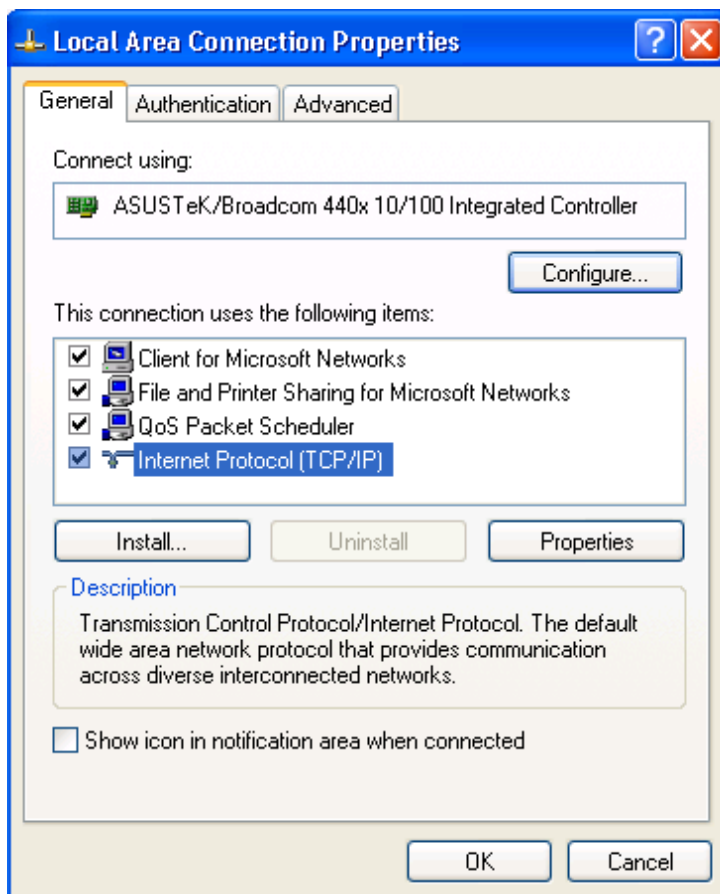 Local Area Connection Properties
General Authentication Advanced
Connect using:
ASUSTeK/Broadcom 440x 10/100 Integrated Controller
Configure...
This connection uses the following items:
Client for Microsoft Networks
File and Printer Sharing for Microsoft Networks
QoS Packet Scheduler
Internet Protocol (TCP/IP)
Install... Uninstall Properties
Description
Transmission Control Protocol/Internet Protocol. The default
wide area network protocol that provides communication
across diverse interconnected networks.
Show icon in notification area when connected
OK Cancel